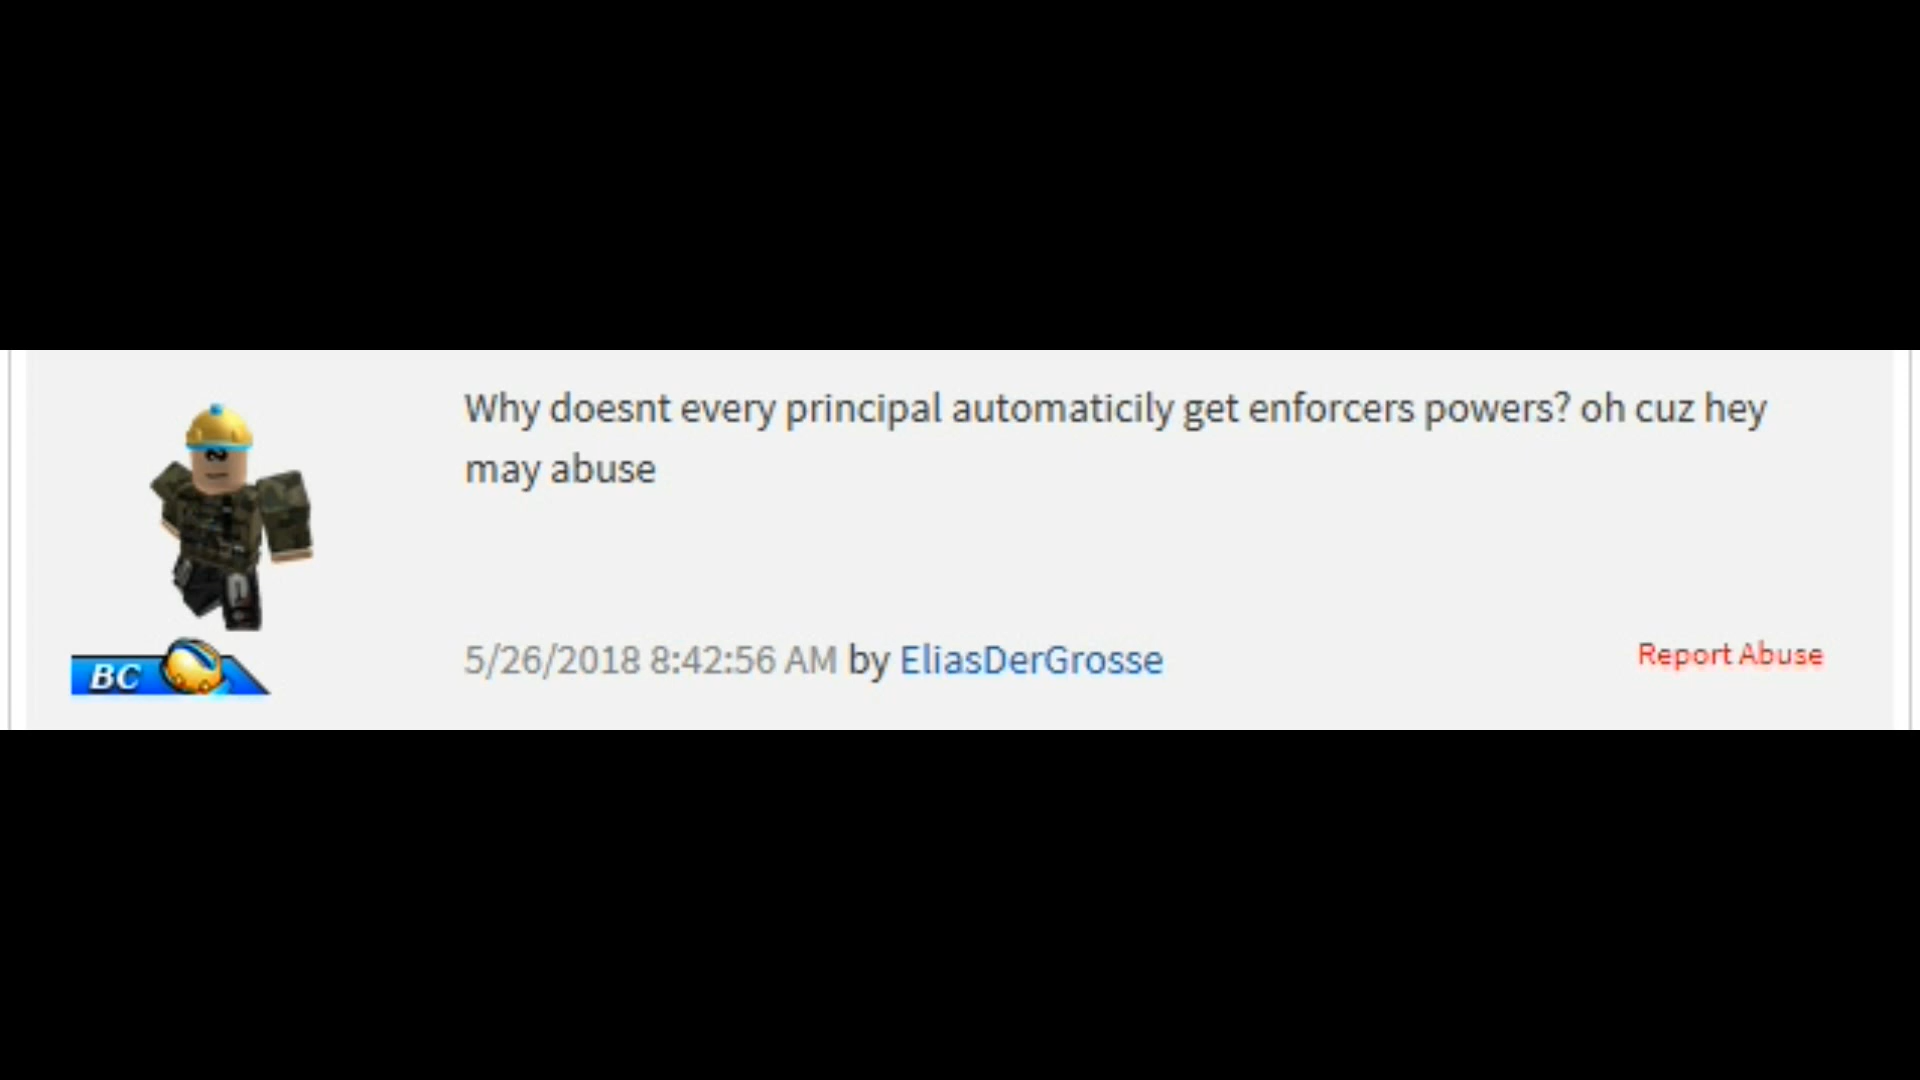 Why doesnt every principal automaticily get enforcers powers? oh cuz hey
may abuse
5/26/2018 8:42:56 AM by EliasDerGrosse
Report Abuse
BC